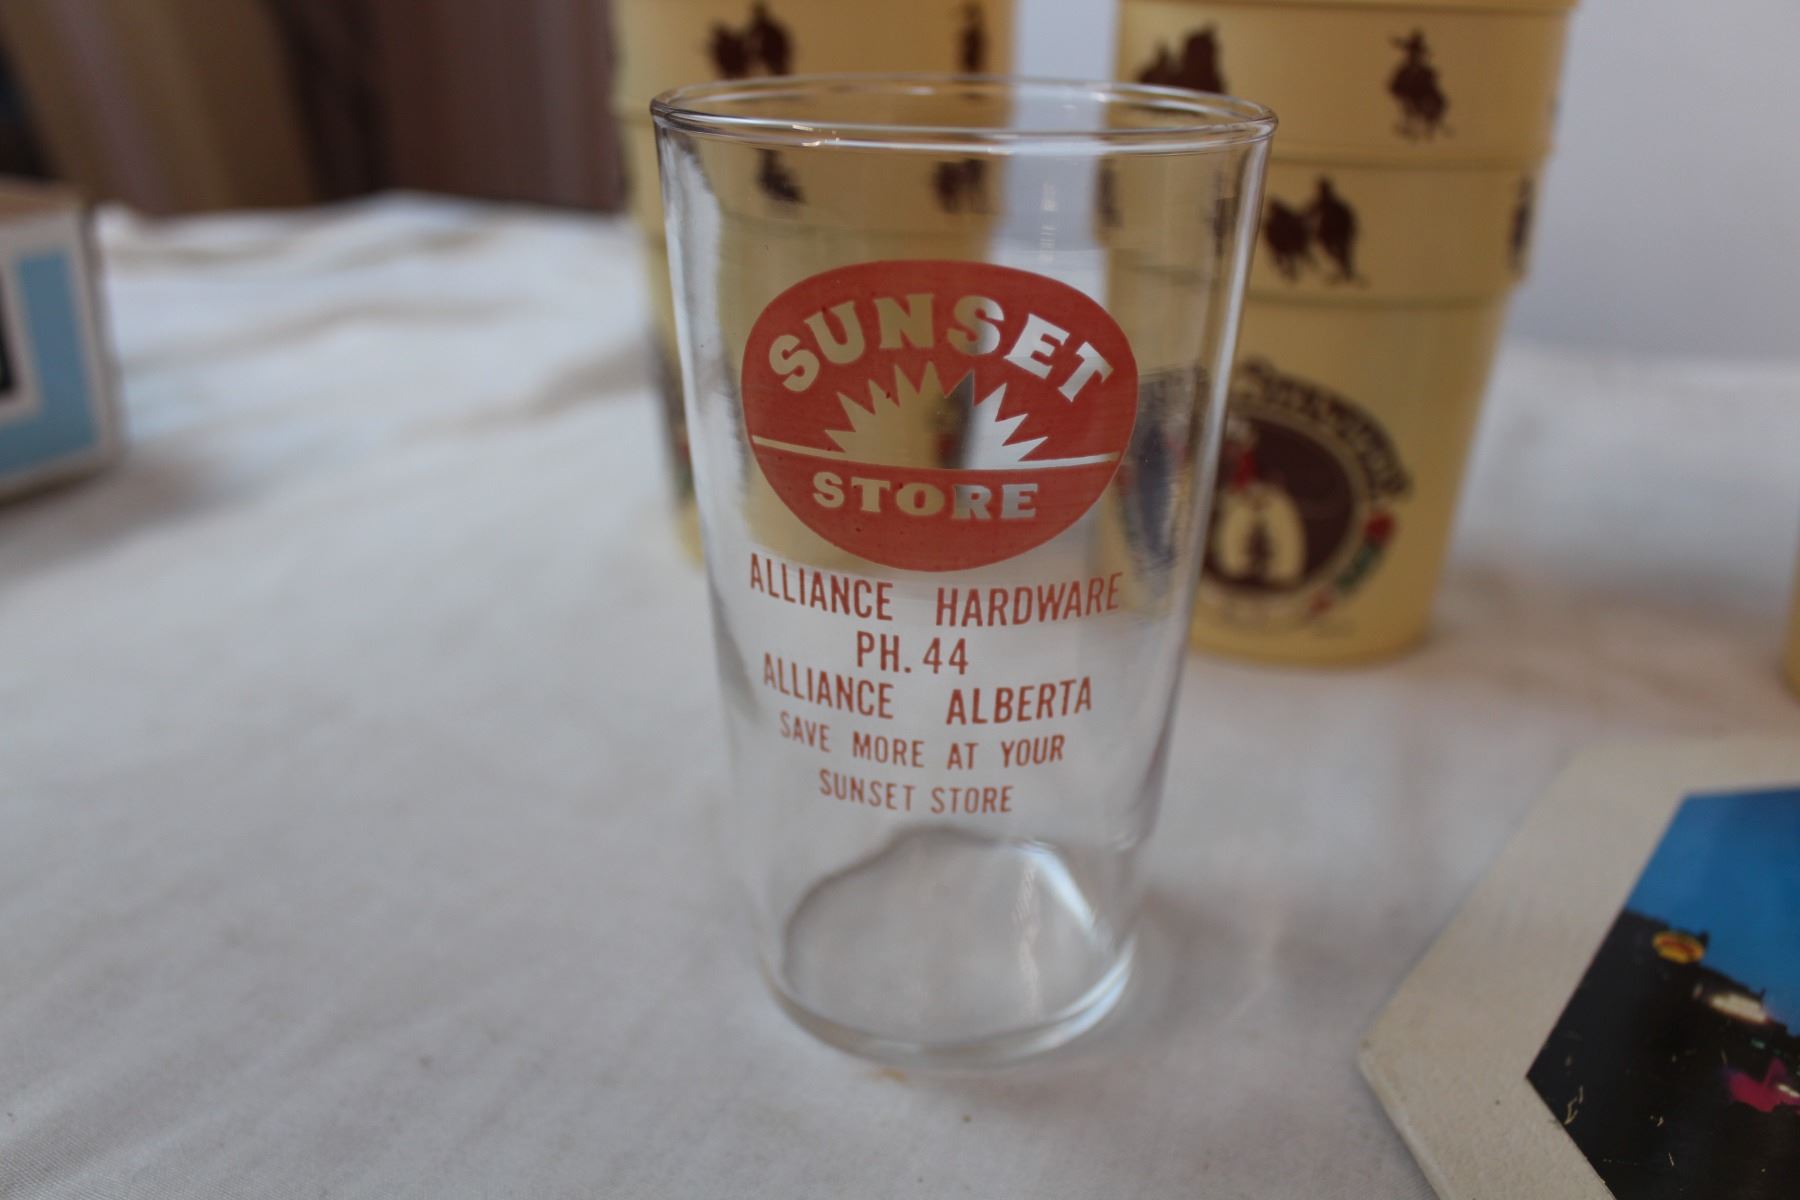 SUNSET
STORE
ALLIANCE HARDWARE
PH. 44
ALLIANCE ALBERTA
SAVE MORE AT YOUR
SUNSET STORE